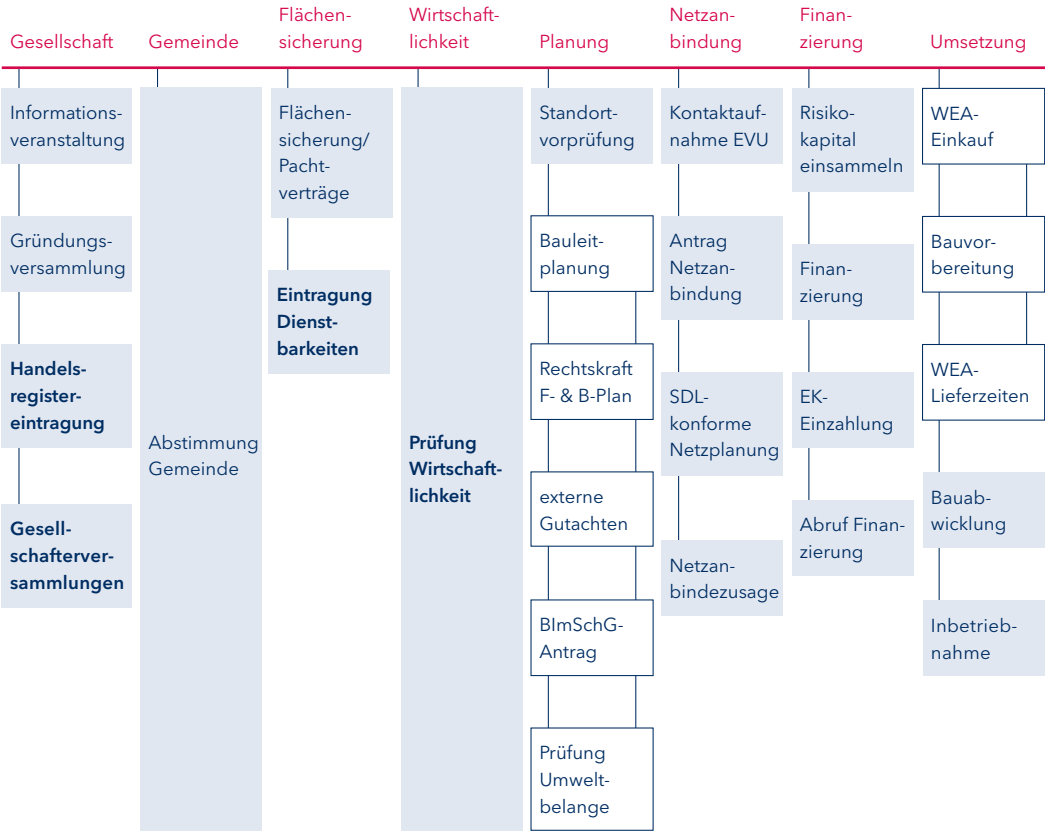 Gesellschaft
Gemeinde
Flächen-
sicherung
Wirtschaft-
lichkeit
Planung
Netzan-
bindung
Finan-
zierung
Umsetzung
Informations-
veranstaltung
Gründungs-
versammlung
Handels-
register-
eintragung
Gesell-
schafterver-
sammlungen
Abstimmung
Gemeinde
Flächen-
sicherung/
Pacht-
verträge
Eintragung
Dienst-
barkeiten
Prüfung
Wirtschaft-
lichkeit
Standort-
vorprüfung
Bauleit-
planung
Rechtskraft
F- & B-Plan
externe
Gutachten
BImSchG-
Antrag
Prüfung
Umwelt-
belange
Kontaktauf-
nahme EVU
Antrag
Netzan-
bindung
SDL-
konforme
Netzplanung
Netzan-
bindezusage
Risiko-
kapital
einsammeln
Finan-
zierung
EK-
Einzahlung
Abruf Finan-
zierung
WEA-
Einkauf
Bauvor-
bereitung
WEA-
Lieferzeiten
Bauab-
wicklung
Inbetrieb-
nahme